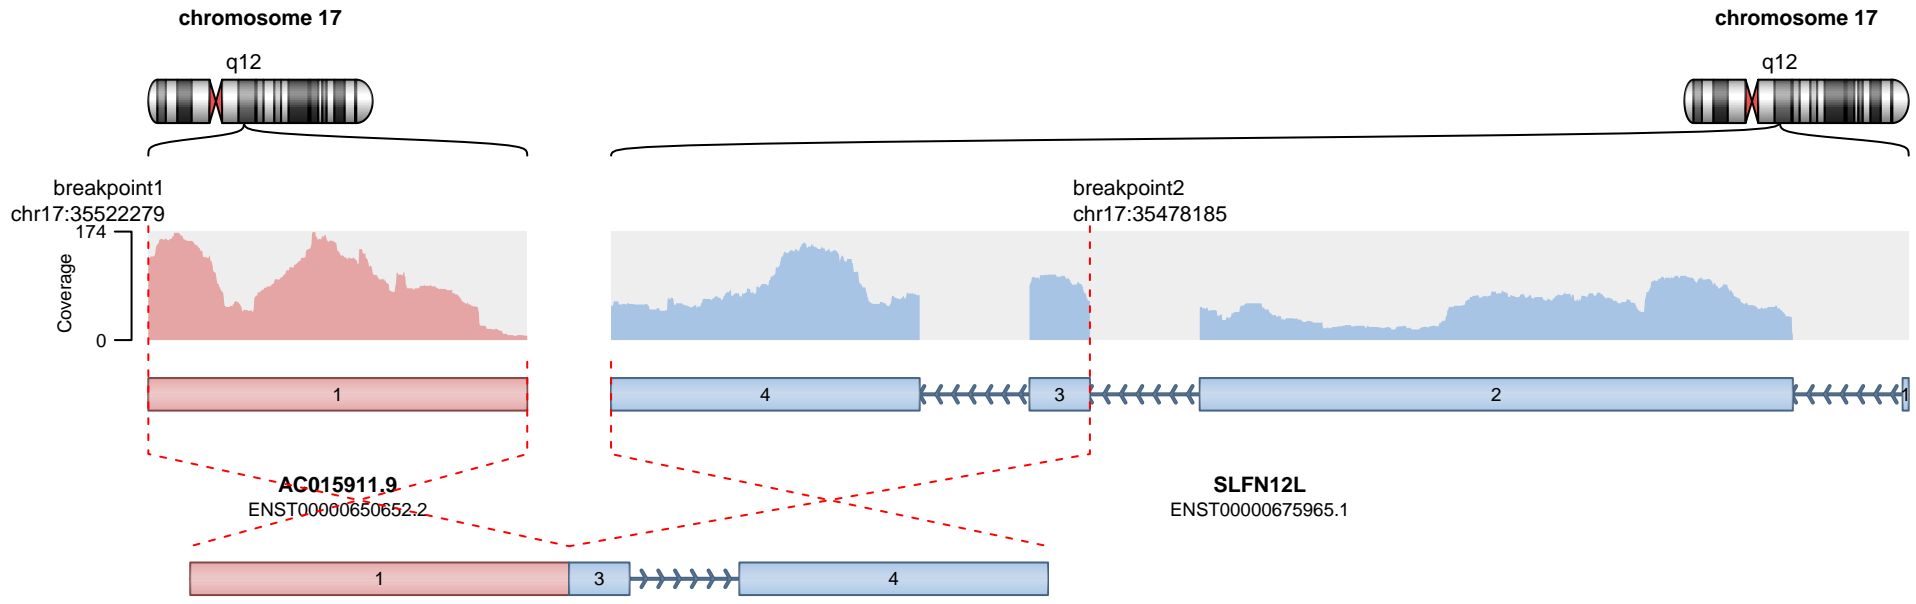 chromosome 17
chromosome 17
q12
q12
breakpoint1
chr17:35522279
breakpoint2
chr17:35478185
174
Coverage
0
1
4
3
2
1
AC015911.9
ENST00000650652.2
SLFN12L
ENST00000675965.1
1
3
4